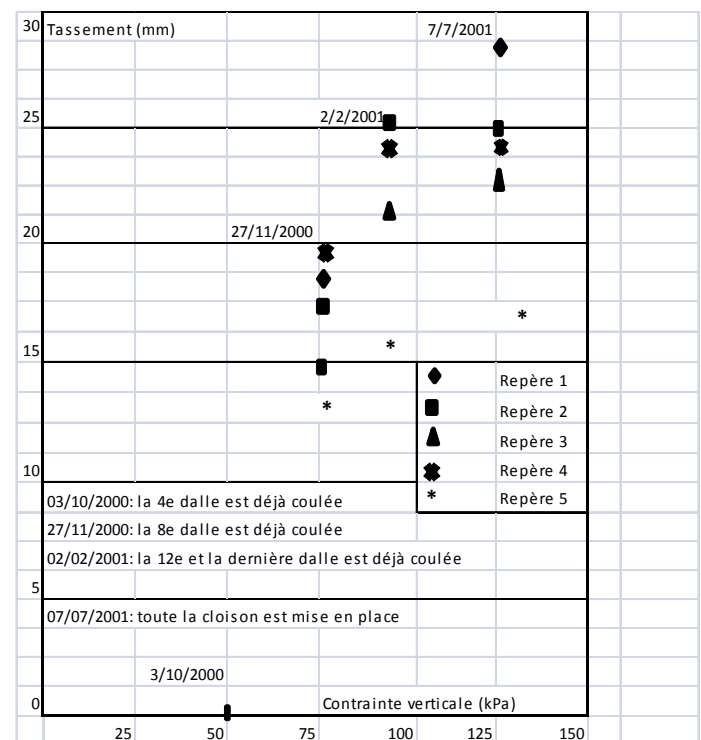 30 Tassement (mm) 7/7/2001
25 2/2/2001
20 27/11/2000
15
Repère 1
Repère 2
Repère 3
10 Repère 4
03/10/2000: la 4e dalle est déjà coulée * Repère 5
27/11/2000: la 8e dalle est déjà coulée
02/02/2001: la 12e et la dernière dalle est déjà coulée
5
07/07/2001: toute la cloison est mise en place
3/10/2000
0 Contrainte verticale (kPa)
25 50 75 100 125 150